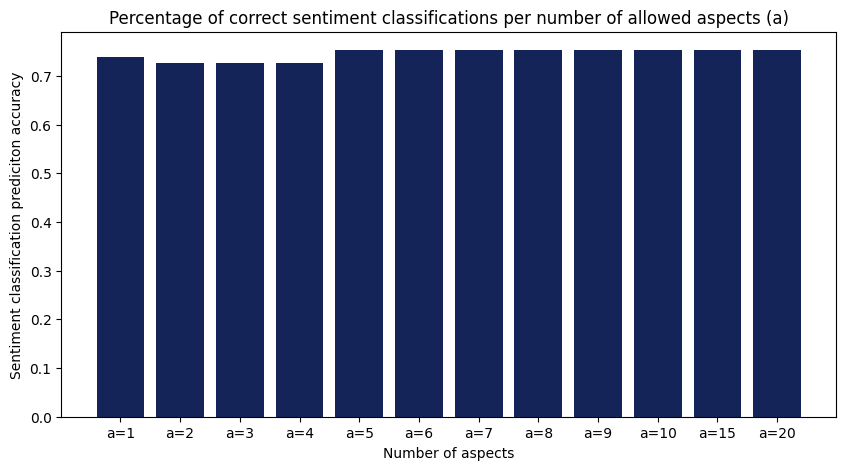 Percentage of correct sentiment classifications per number of allowed aspects (a)
Sentiment classification prediciton accuracy
0.7
0.6
0.5
0.4
0.3
0.2
0.1
0.0
a=1 a=2 a=3 a=4 a=5 a=6 a=7 a=8 a=9 a=10 a=15 a=20
Number of aspects